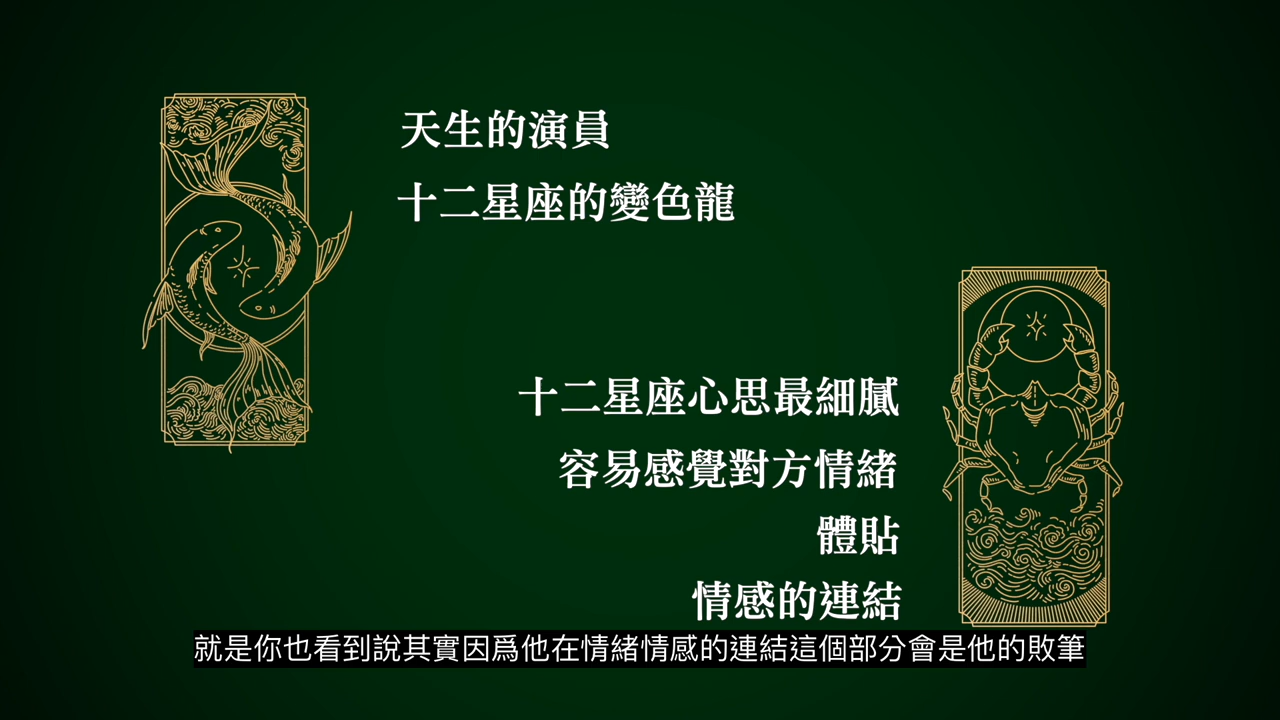 天生的演員
十二星座的變色龍
十二星座心思最細膩
容易感覺對方情緒
體貼
情感的連結
就是你也看到說其實因爲他在情緒情感的連結這個部分會是他的敗筆